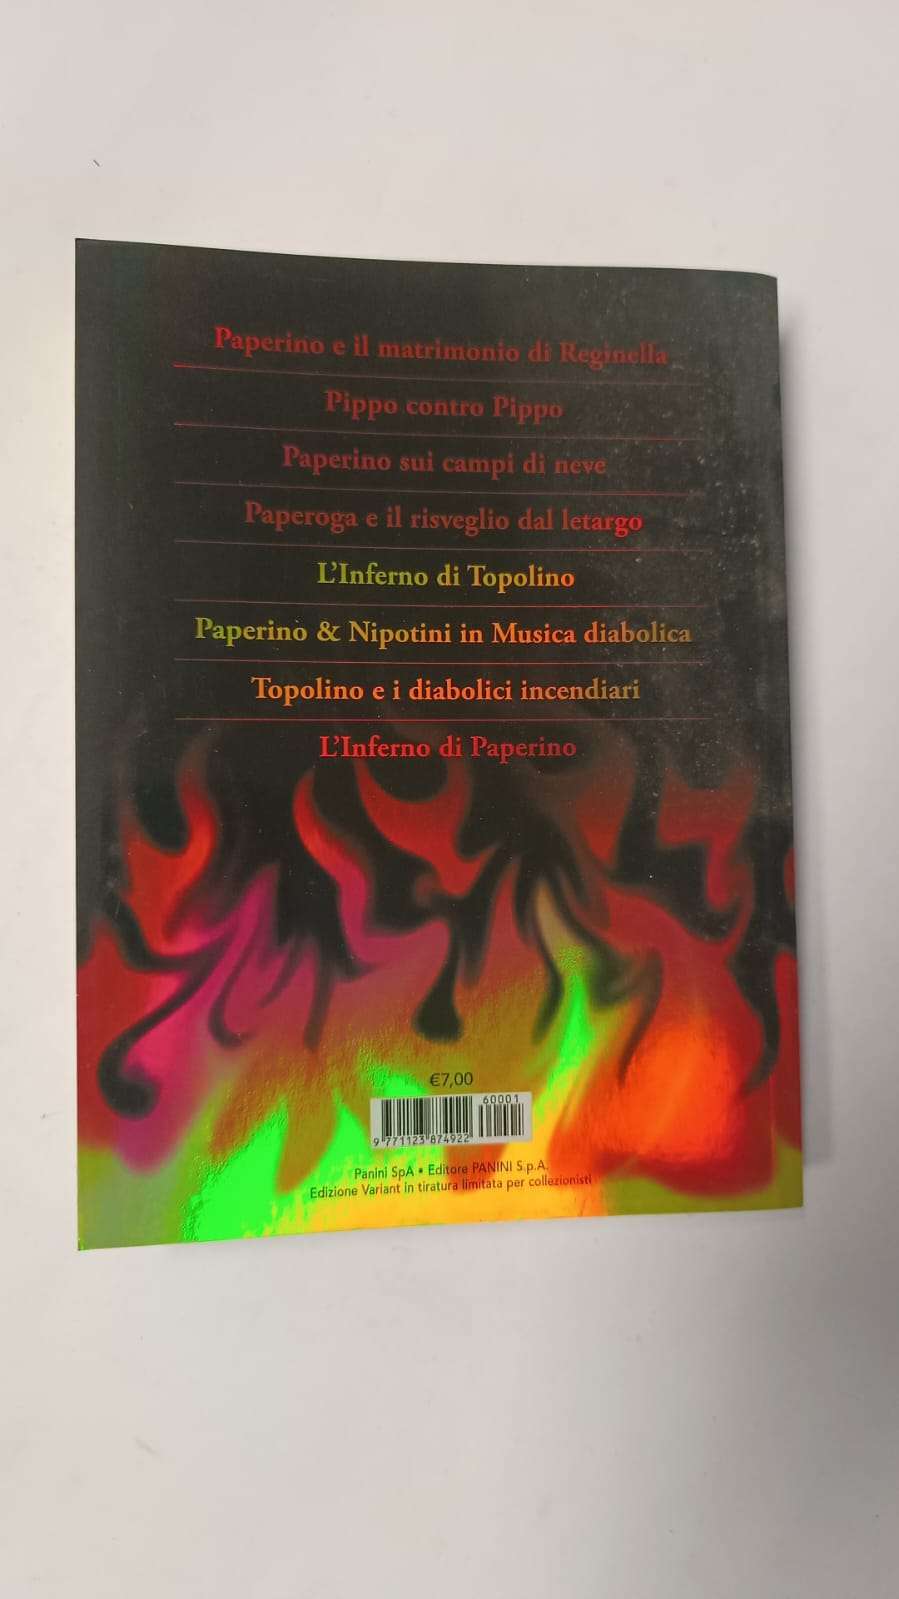 Paperino e il matrimonio di Reginella
Pippo contro Pippo
Paperino sui campi di neve
Paperoga e il risveglio dal letargo
L'Inferno di Topolino
Paperino & Nipotini in Musica diabolica
Topolino e i diabolici incendiari
L'Inferno di Paperino
€7,00
60001
9 771123 874922
Panini SpA • Editore PANINI S.p.A.
Edizione Variant in tiratura limitata per collezionisti